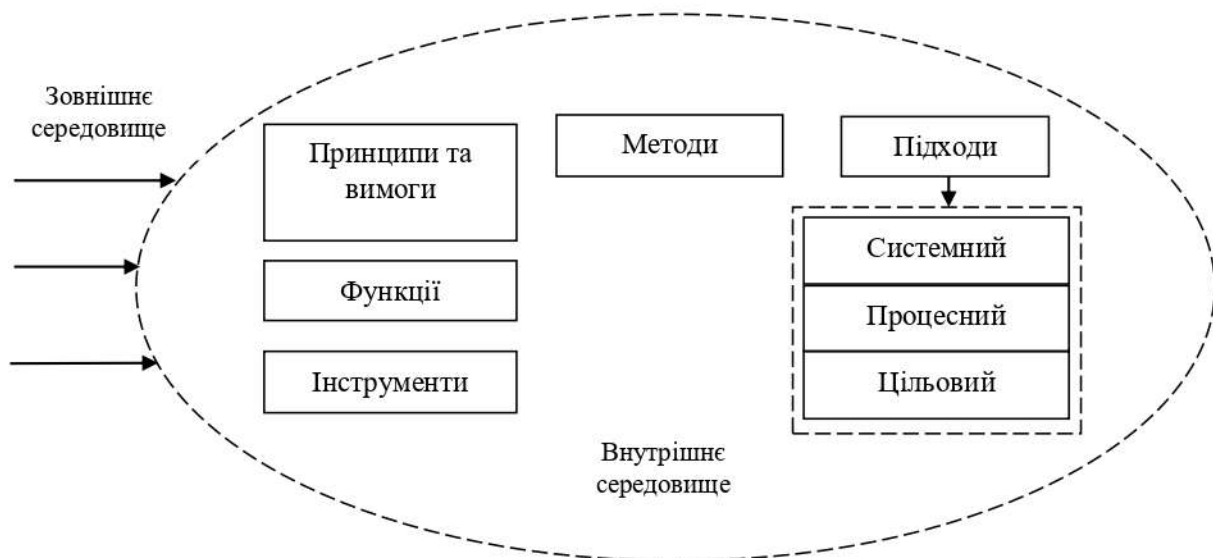 Зовнішнє
середовище
Принципи та
вимоги
Функції
Інструменти
Методи
Підходи
Системний
Процесний
Цільовий
Внутрішнє
середовище